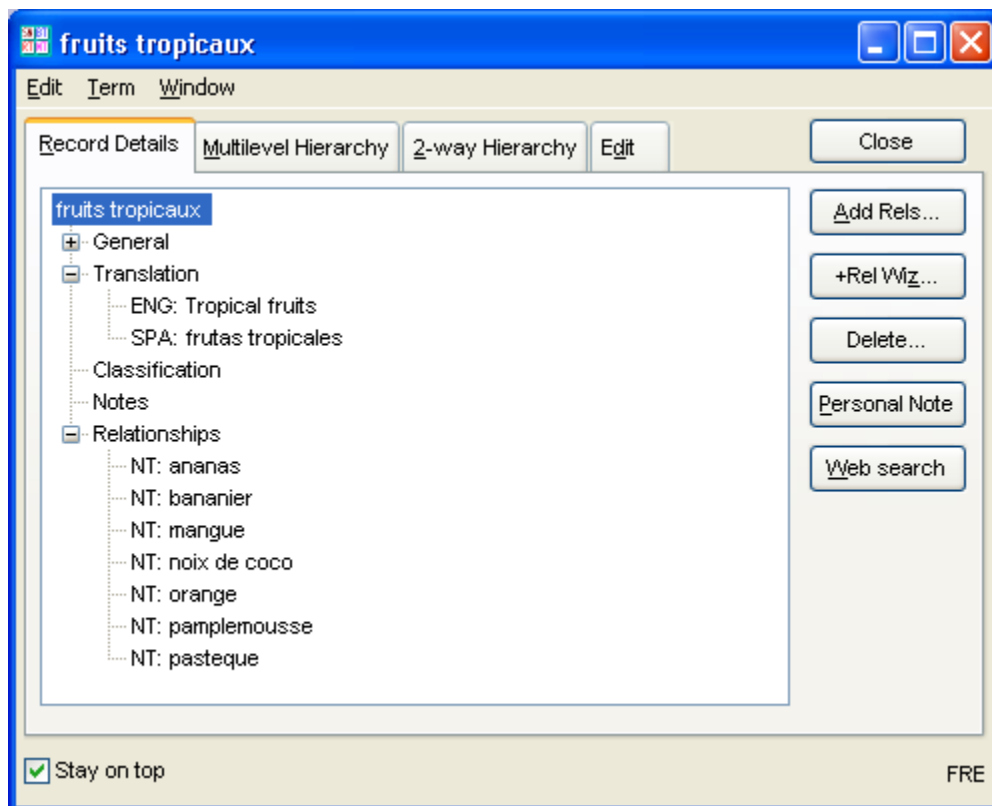 fruits tropicaux
Edit Term Window
Record Details Multilevel Hierarchy 2-way Hierarchy Edit Close
fruits tropicaux
General
Translation
ENG: Tropical fruits
SPA: frutas tropicales
Classification
Notes
Relationships
NT: ananas
NT: bananier
NT: mangue
NT: noix de coco
NT: orange
NT: pamplemousse
NT: pasteque
Add Rels...
+Rel Wiz...
Delete...
Personal Note
Web search
Stay on top
FRE